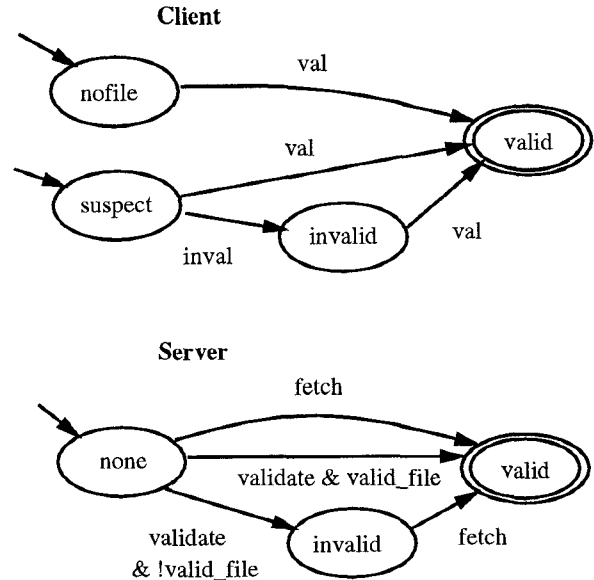 Client
val
nofile
valid
val
suspect
invalid
val
inval
Server
fetch
none
valid
validate & valid_file
validate
& !valid_file
invalid
fetch